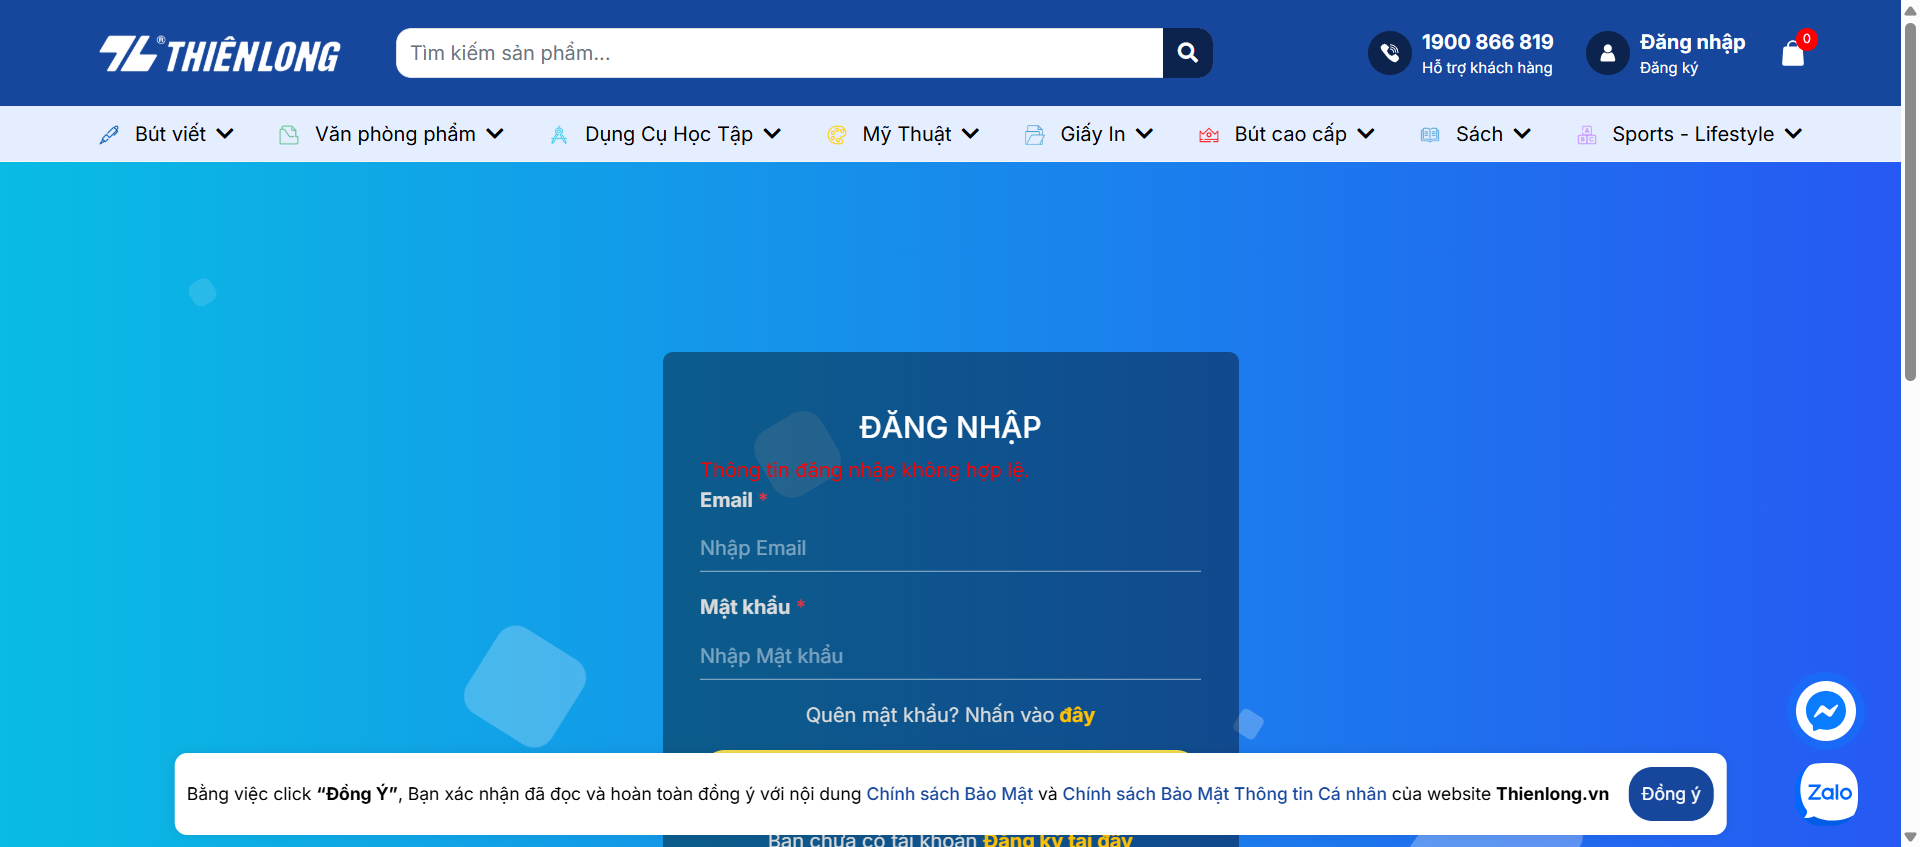 THIÊN LONG ®
Tìm kiếm sản phẩm...
1900 866 819
Hỗ trợ khách hàng
Đăng nhập
Đăng ký
0
Bút viết
Văn phòng phẩm
Dụng Cụ Học Tập
Mỹ Thuật
Giấy In
Bút cao cấp
Sách
Sports - Lifestyle
ĐĂNG NHẬP
Thông tin đăng nhập không hợp lệ.
Email *
Nhập Email
Mật khẩu *
Nhập Mật khẩu
Quên mật khẩu? Nhấn vào đây
Bằng việc click “Đồng Ý”, Bạn xác nhận đã đọc và hoàn toàn đồng ý với nội dung Chính sách Bảo Mật và Chính sách Bảo Mật Thông tin Cá nhân của website Thienlong.vn
Đồng ý
Bạn chưa có tài khoản Đăng ký tại đây
Zalo